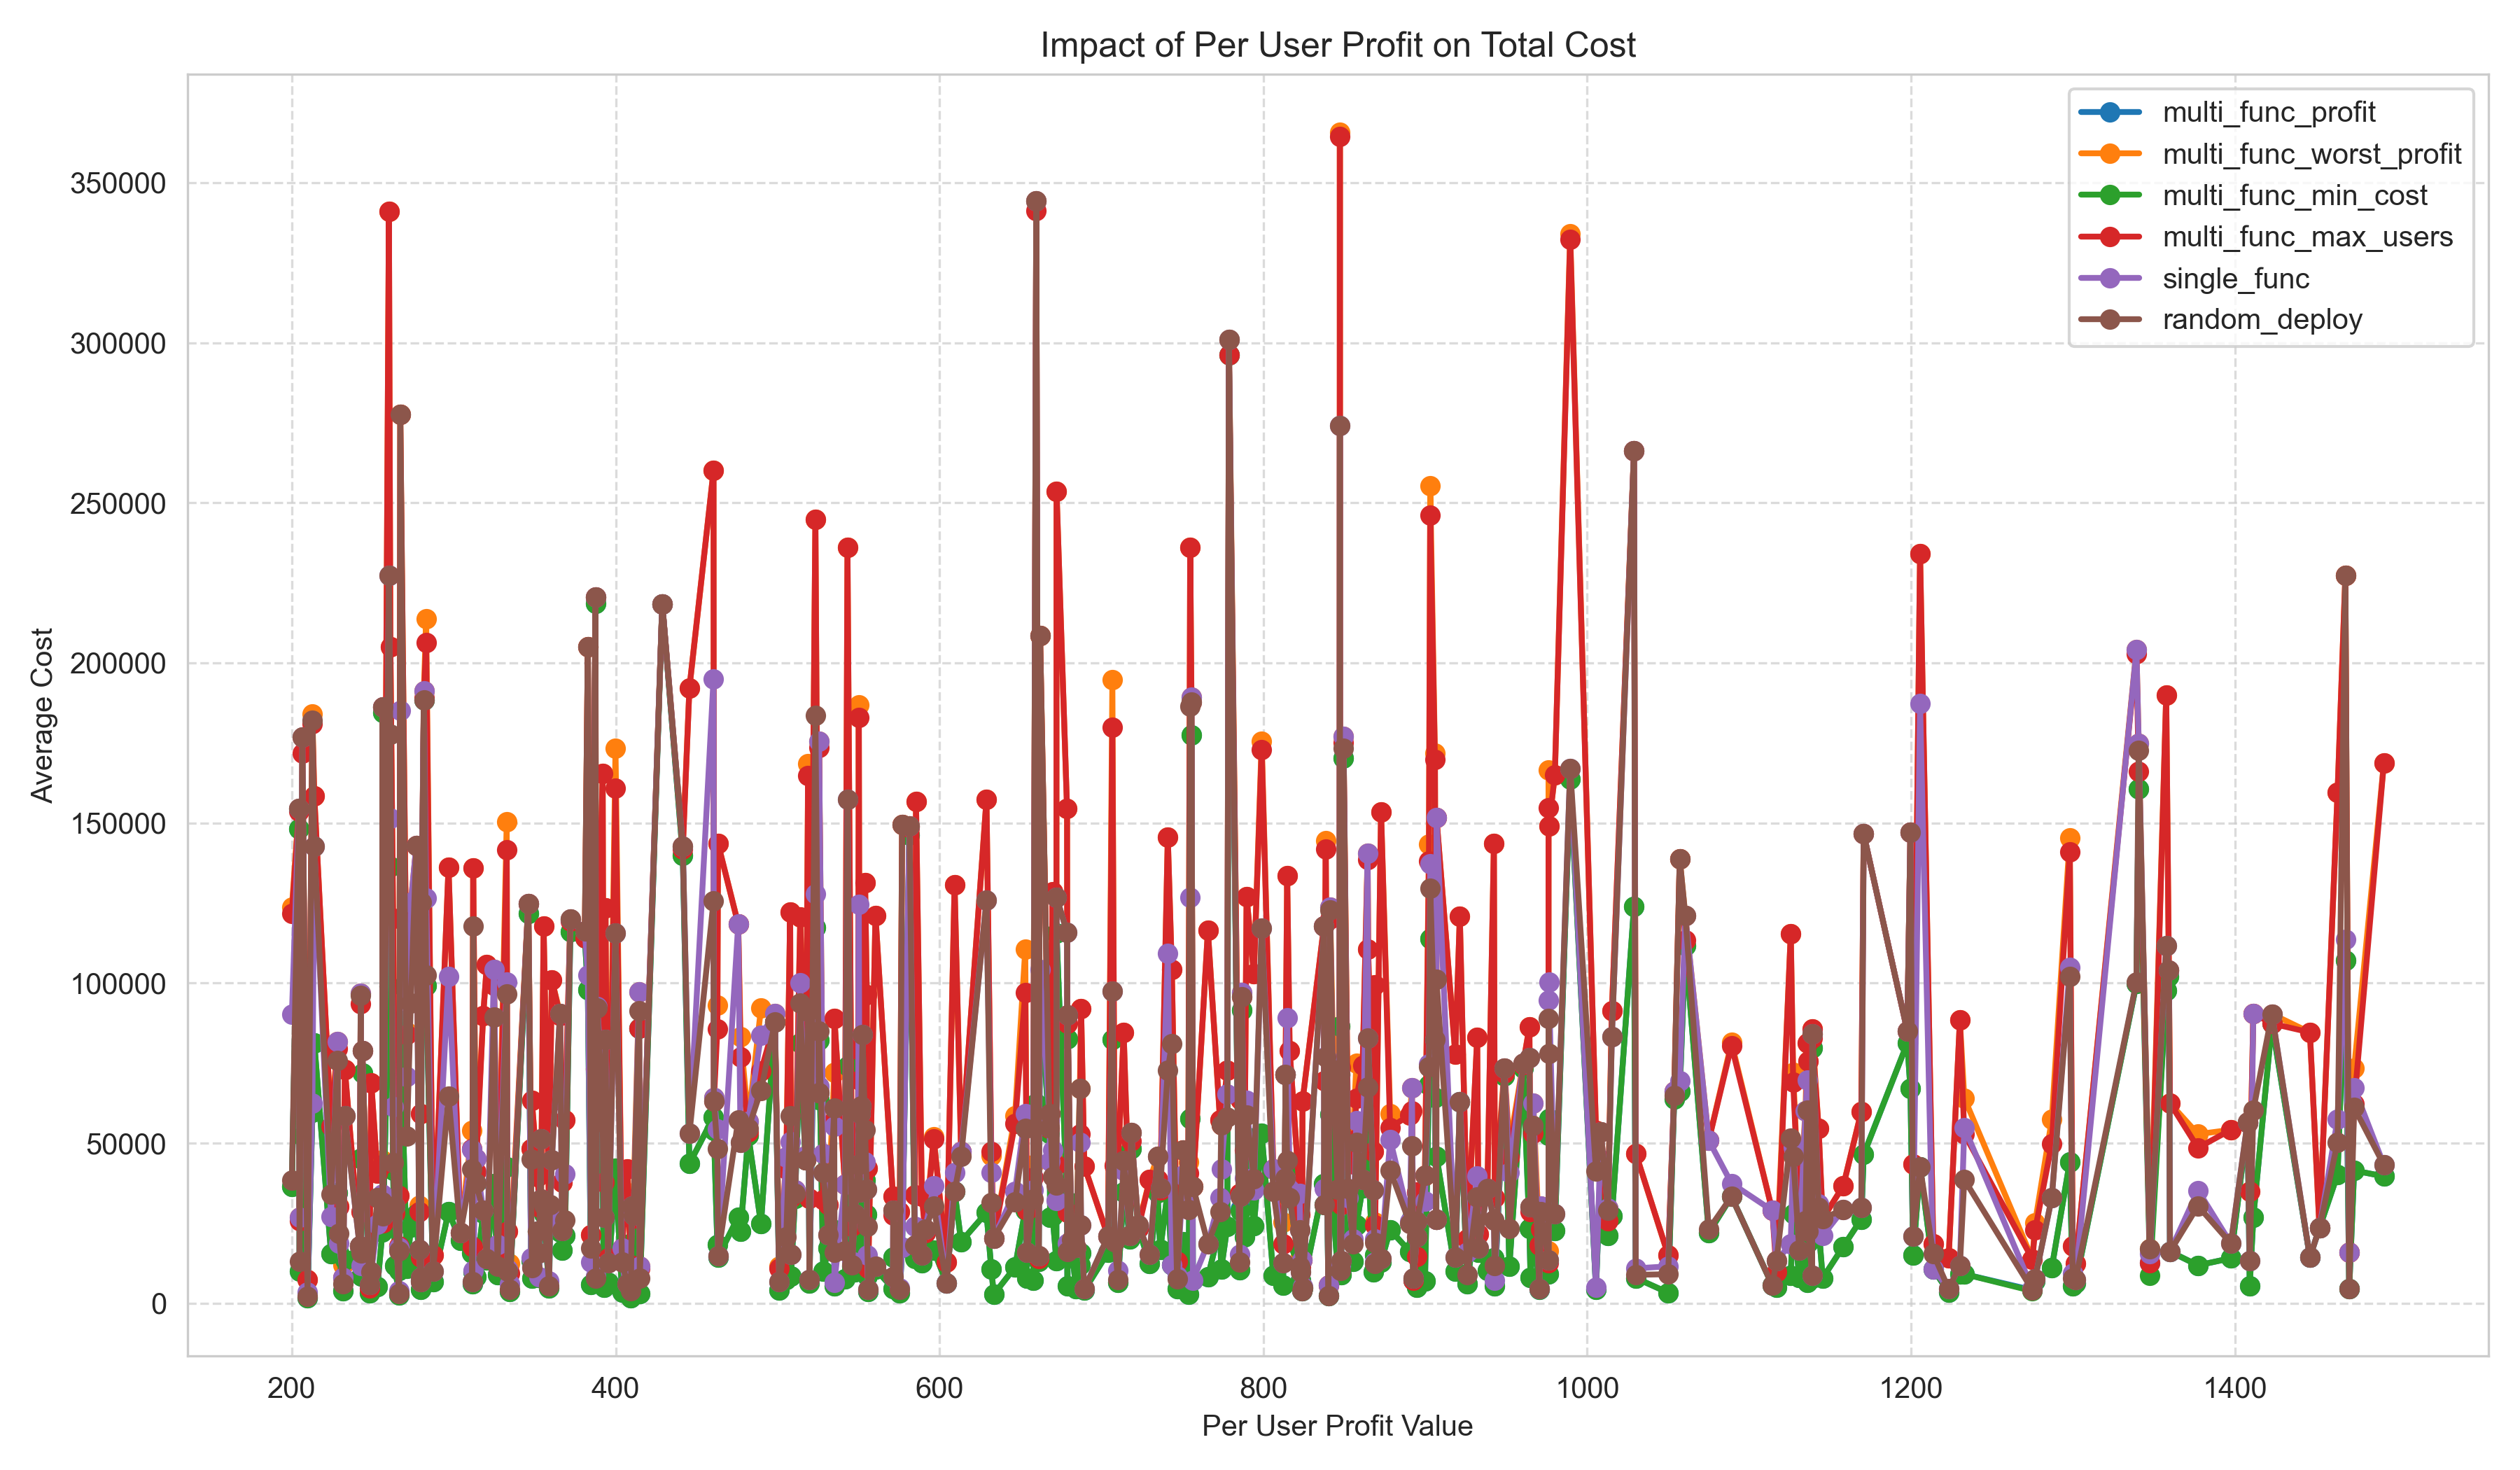 Impact of Per User Profit on Total Cost
multi_func_profit
multi_func_worst_profit
multi_func_min_cost
multi_func_max_users
single_func
random_deploy
350000
300000
250000
200000
150000
100000
50000
0
Average Cost
200 400 600 800 1000 1200 1400
Per User Profit Value